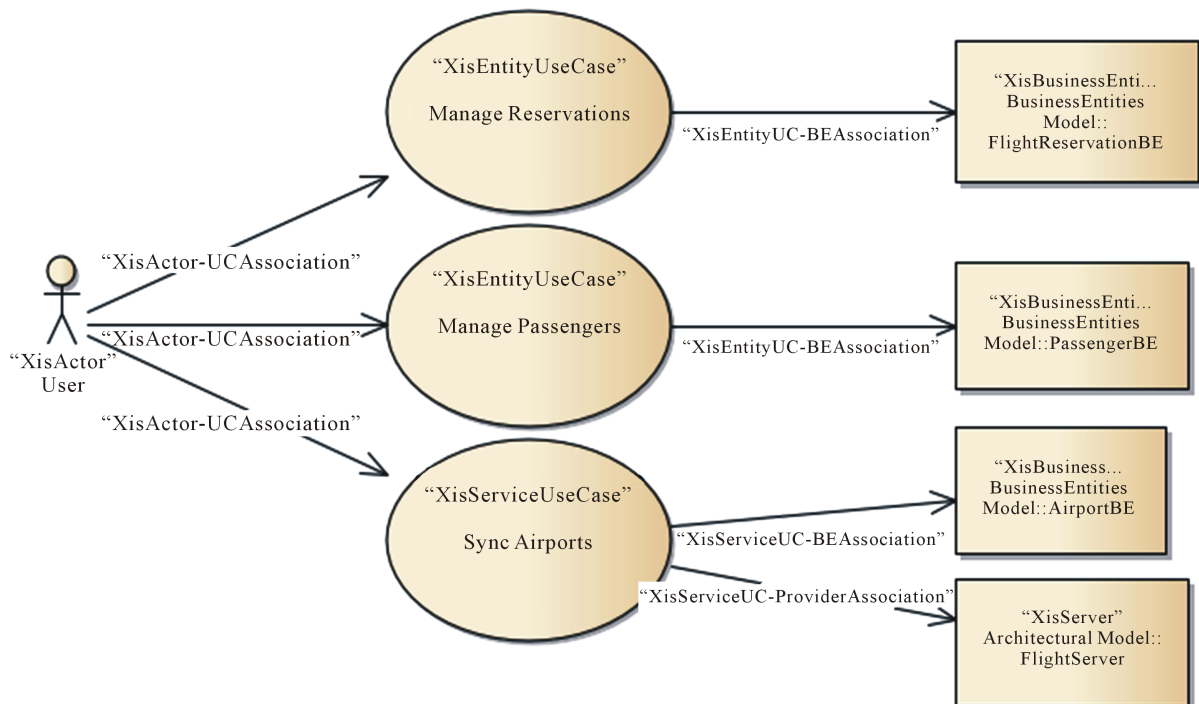 “XisEntityUseCase”
Manage Reservations
“XisEntityUC-BEAssociation”
“XisBusinessEnti...
BusinessEntities
Model::
FlightReservationBE
“XisActor-UCAssociation”
“XisActor”
User
“XisActor-UCAssociation”
“XisEntityUseCase”
Manage Passengers
“XisEntityUC-BEAssociation”
“XisBusinessEnti...
BusinessEntities
Model::PassengerBE
“XisActor-UCAssociation”
“XisServiceUseCase”
Sync Airports
“XisServiceUC-BEAssociation”
“XisBusiness...
BusinessEntities
Model::AirportBE
“XisServiceUC-ProviderAssociation”
“XisServer”
Architectural Model::
FlightServer